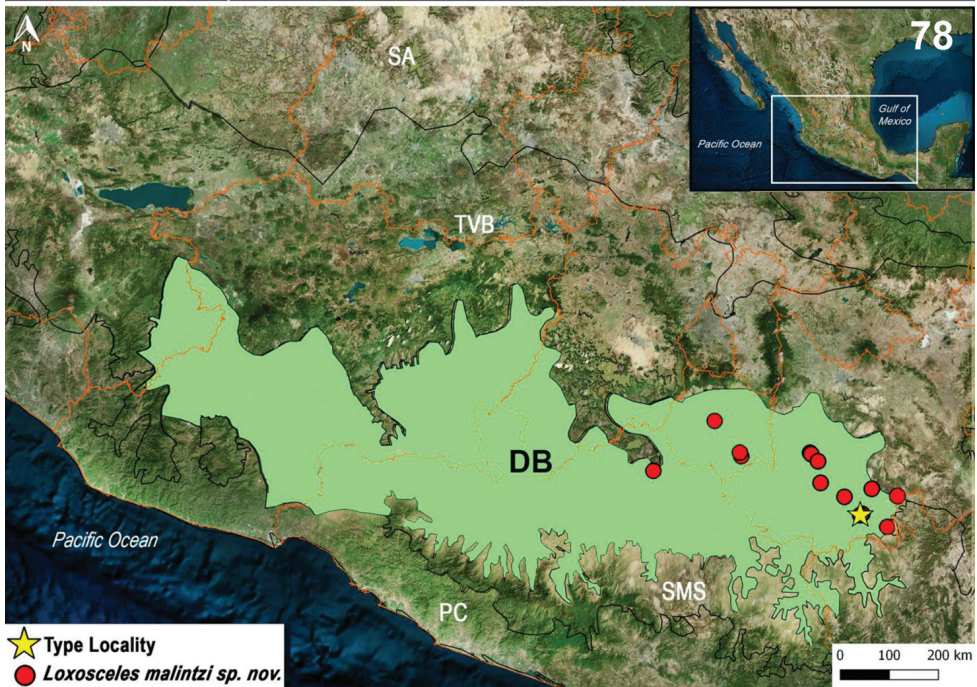 N
78
SA
Gulf of
Mexico
Pacific Ocean
TVB
DB
Pacific Ocean
SMS
PC
Type Locality
Loxosceles malintzi sp. nov.
0 100 200 km